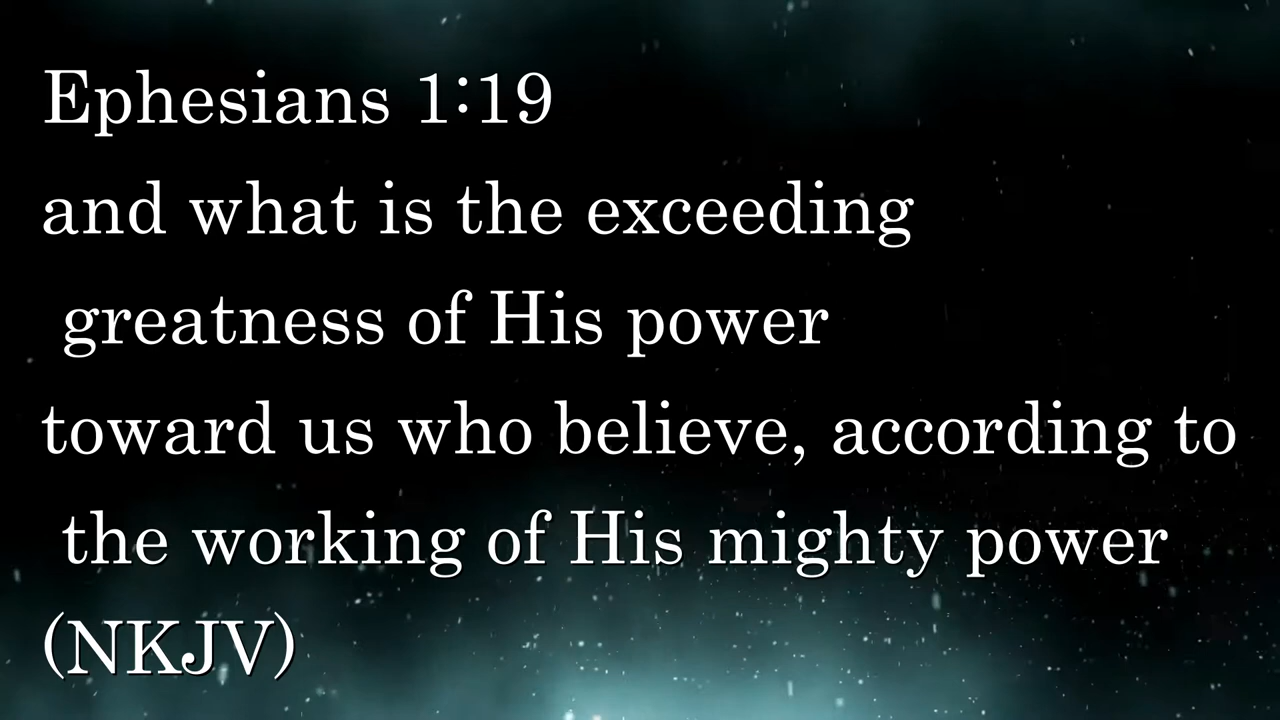 Ephesians 1:19
and what is the exceeding
greatness of His power
toward us who believe, according to
the working of His mighty power
(NKJV)